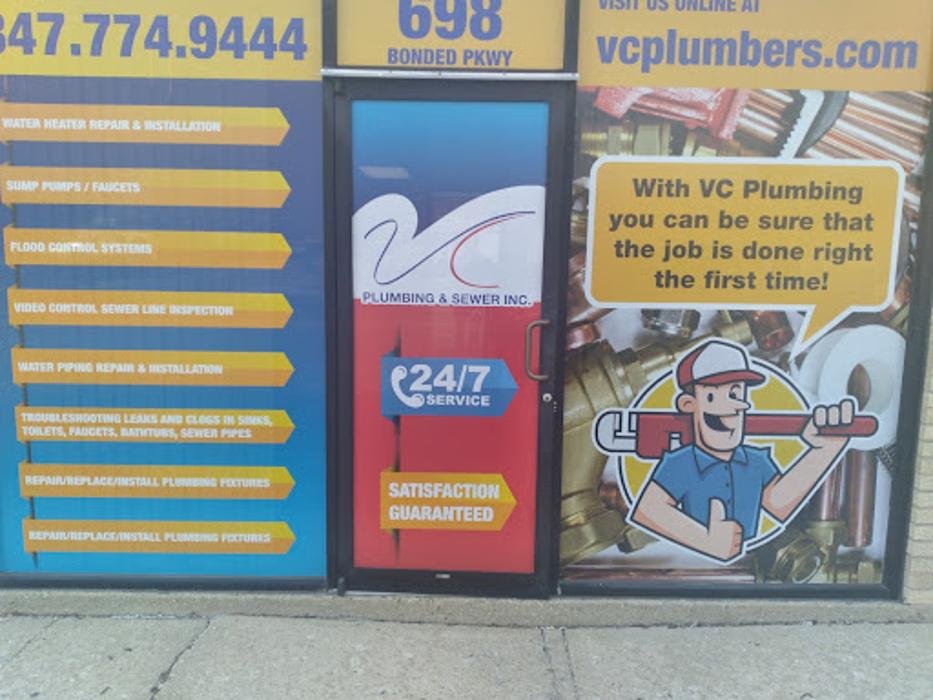 847.774.9444
WATER HEATER REPAIR & INSTALLATION
SUMP PUMPS / FAUCETS
FLOOD CONTROL SYSTEMS
VIDEO CONTROL SEWER LINE INSPECTION
WATER PIPING REPAIR & INSTALLATION
TROUBLESHOOTING LEAKS AND CLOGS IN SINKS,
TOILETS, FAUCETS, BATHTUBS, SEWER PIPES
REPAIR/REPLACE/INSTALL PLUMBING FIXTURES
REPAIR/REPLACE/INSTALL PLUMBING FIXTURES
698
BONDED PKWY
VC
PLUMBING & SEWER INC.
24/7
SERVICE
SATISFACTION
GUARANTEED
VISIT US ONLINE AT
vcplumbers.com
With VC Plumbing
you can be sure that
the job is done right
the first time!